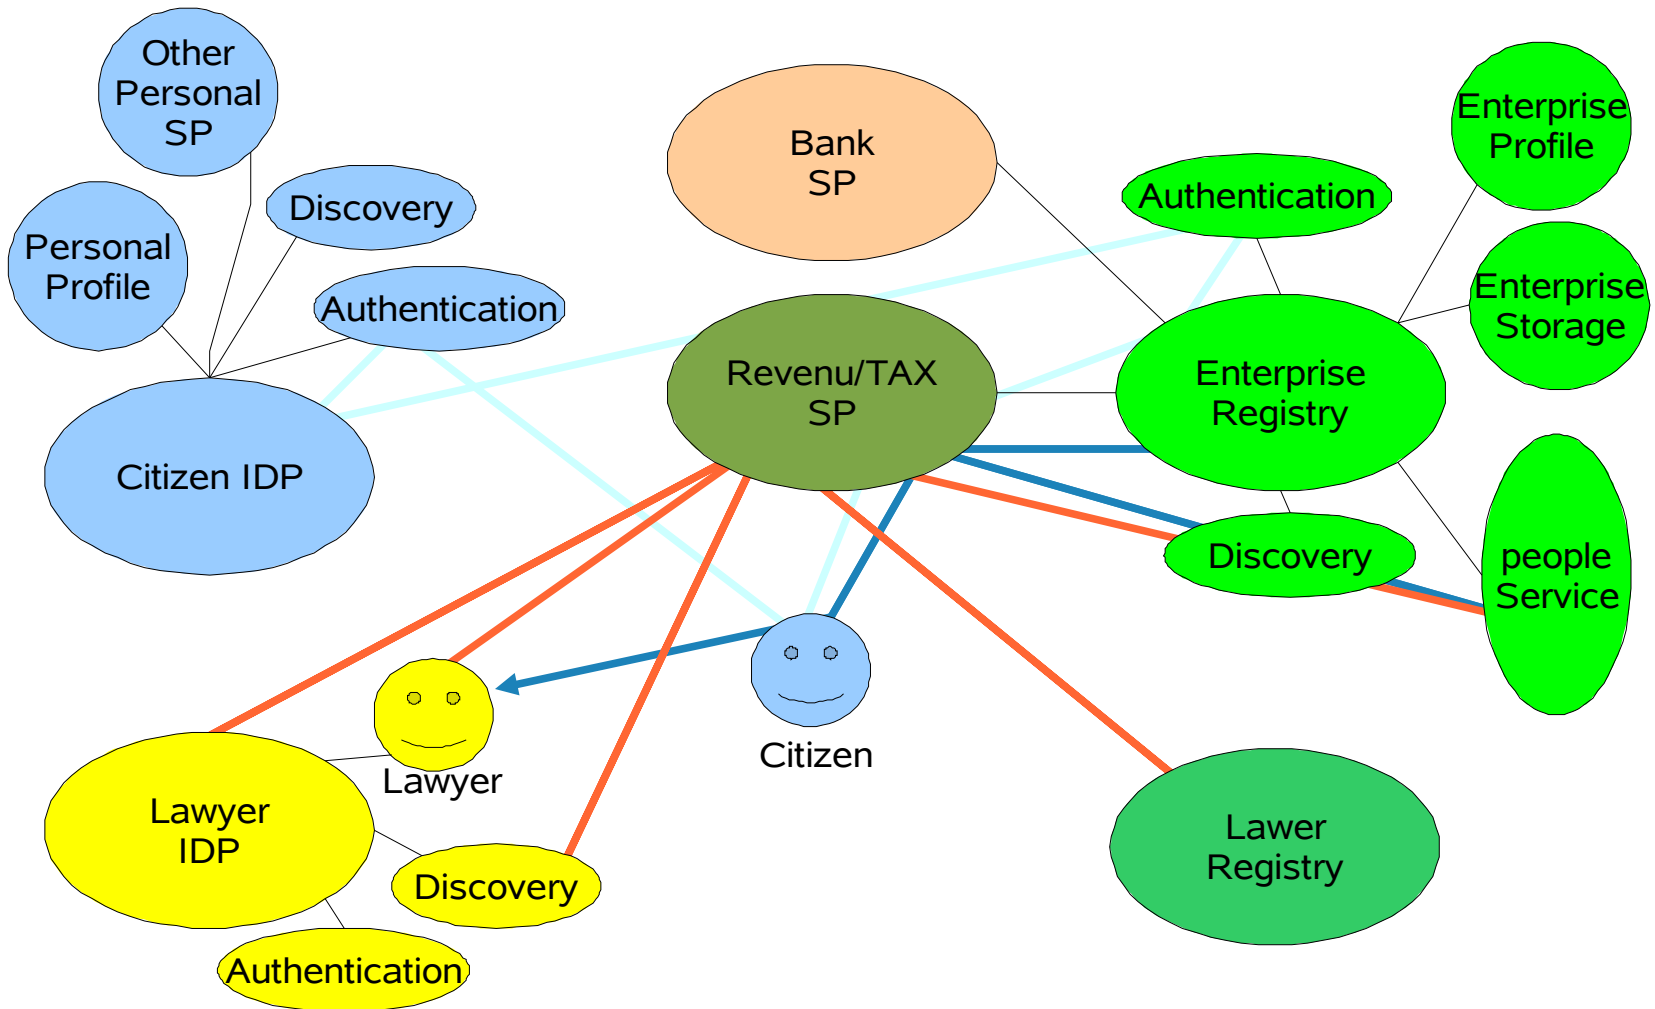 Other
Personal
SP
Discovery
Personal
Profile
Authentication
Citizen IDP
Bank
SP
Revenu/TAX
SP
Authentication
Enterprise
Profile
Enterprise
Storage
Enterprise
Registry
Discovery
people
Service
Citizen
Lawyer
Lawyer
IDP
Discovery
Authentication
Lawer
Registry